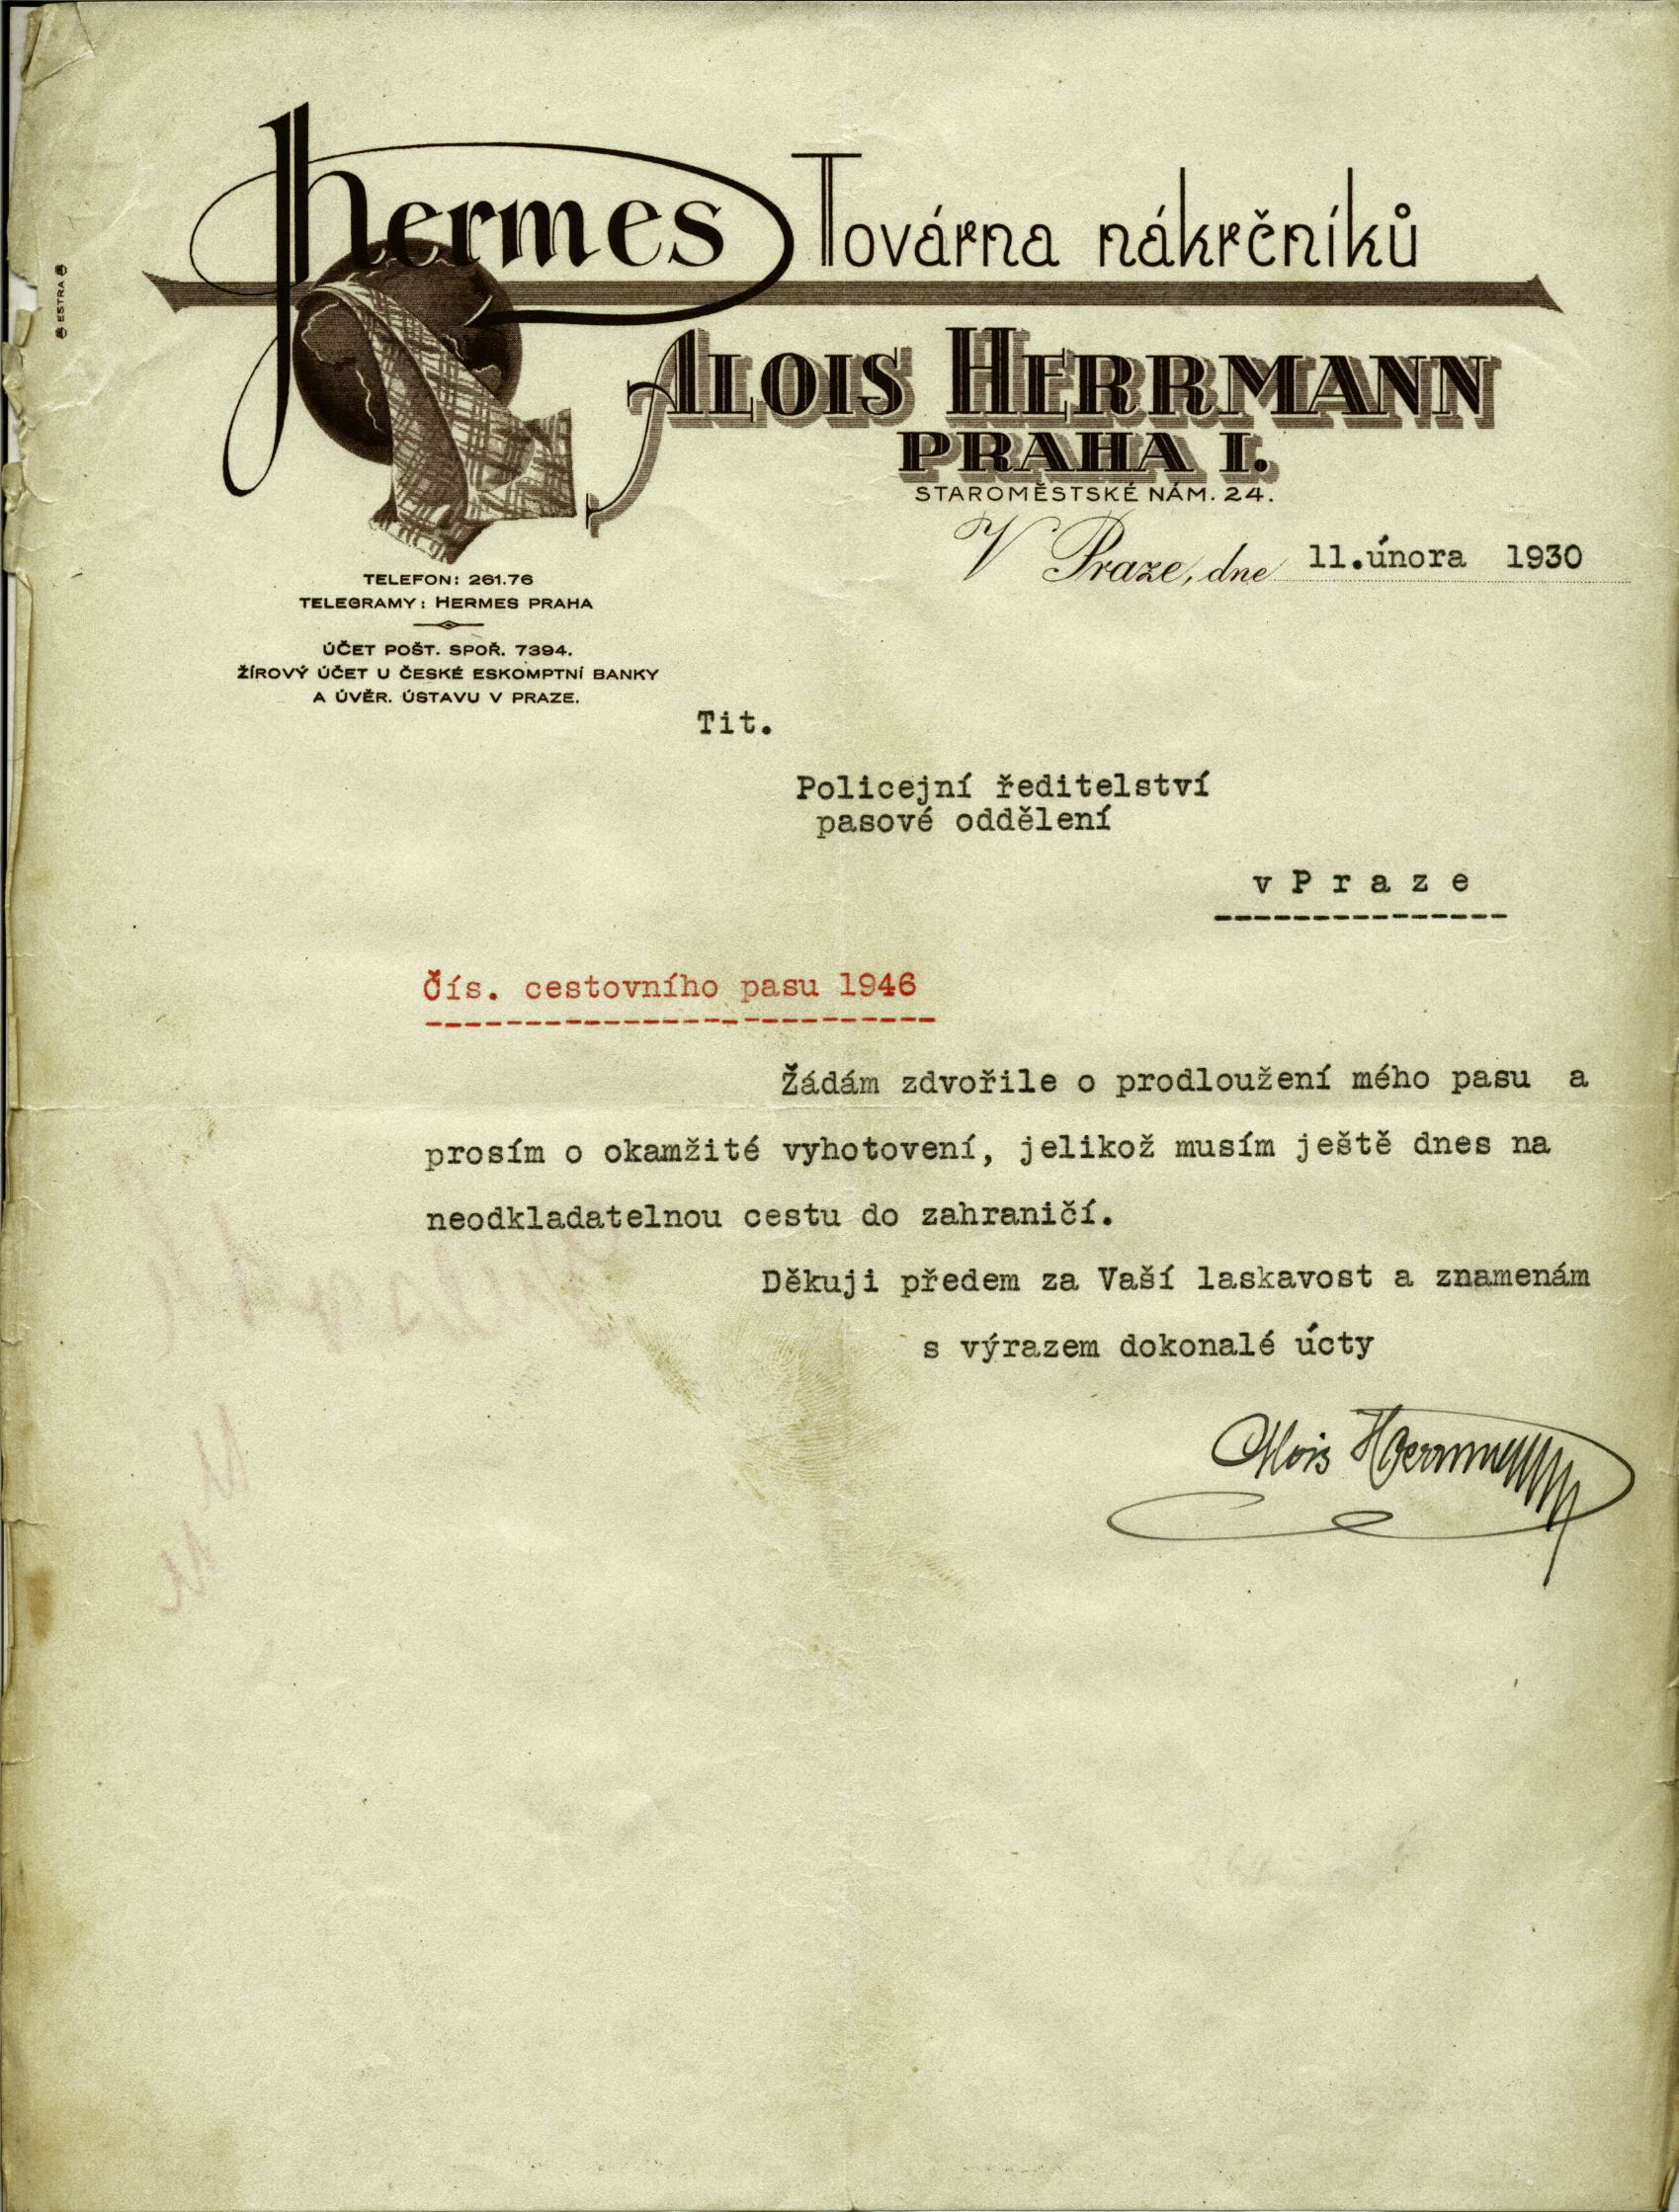 Hermes Továrna nákrčníků
ALOIS HERRMANN
PRAHA I.
STAROMĚSTSKÉ NÁM. 24.
V Praze, dne 11.února 1930
ESTRA
TELEFON: 261.76
TELEGRAMY: HERMES PRAHA
ÚČET POŠT. SPOŘ. 7394.
ŽÍROVÝ ÚČET U ČESKÉ ESKOMPTNÍ BANKY
A ÚVĚR. ÚSTAVU V PRAZE.
Tit.
Policejní ředitelství
pasové oddělení
v P r a z e
Čís. cestovního pasu 1946
Žádám zdvořile o prodloužení mého pasu a
prosím o okamžité vyhotovení, jelikož musím ještě dnes na
neodkladatelnou cestu do zahraničí.
Děkuji předem za Vaší laskavost a znamenám
s výrazem dokonalé úcty
Alois Herrmann